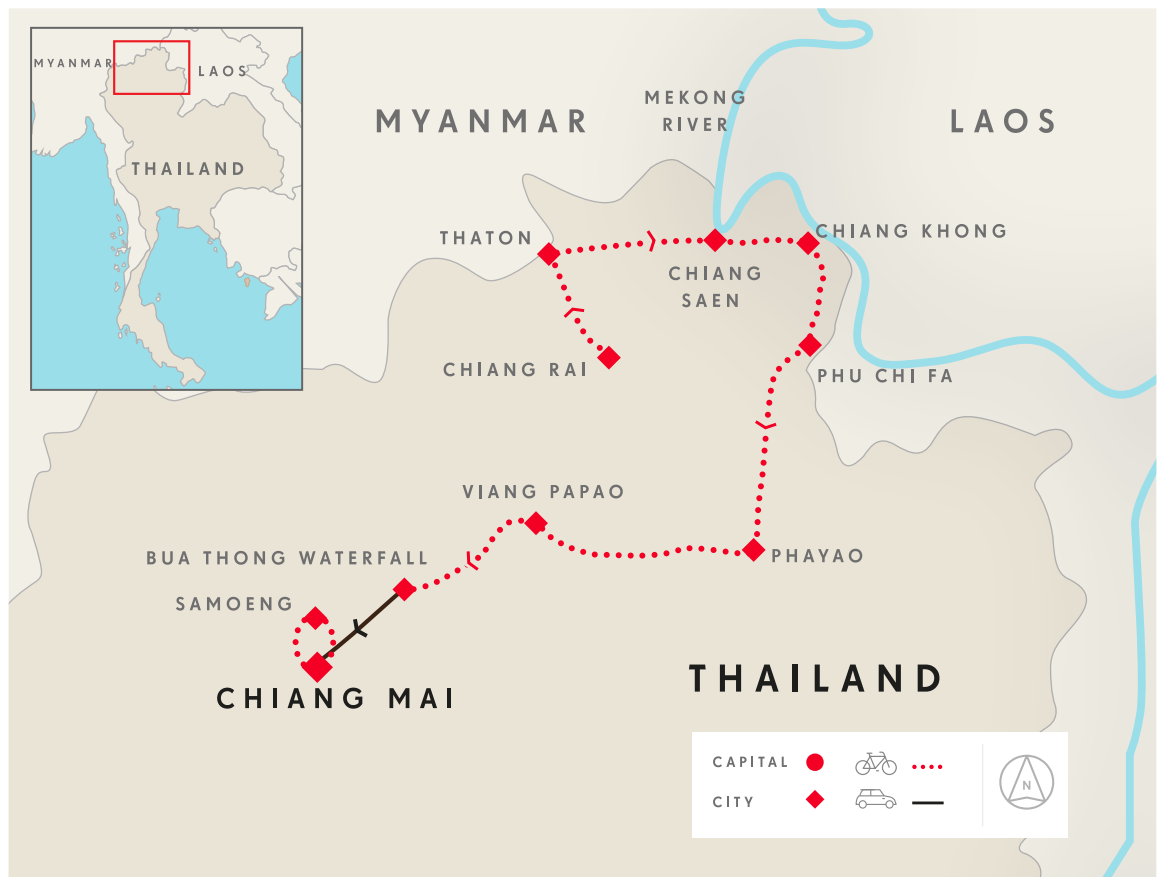 MYANMAR
LAOS
THAILAND
MYANMAR
MEKONG
RIVER
LAOS
THATON
CHIANG KHONG
CHIANG
SAEN
CHIANG RAI
PHU CHI FA
VIANG PAPAO
BUA THONG WATERFALL
PHAYAO
SAMOENG
CHIANG MAI
THAILAND
CAPITAL
CITY
N